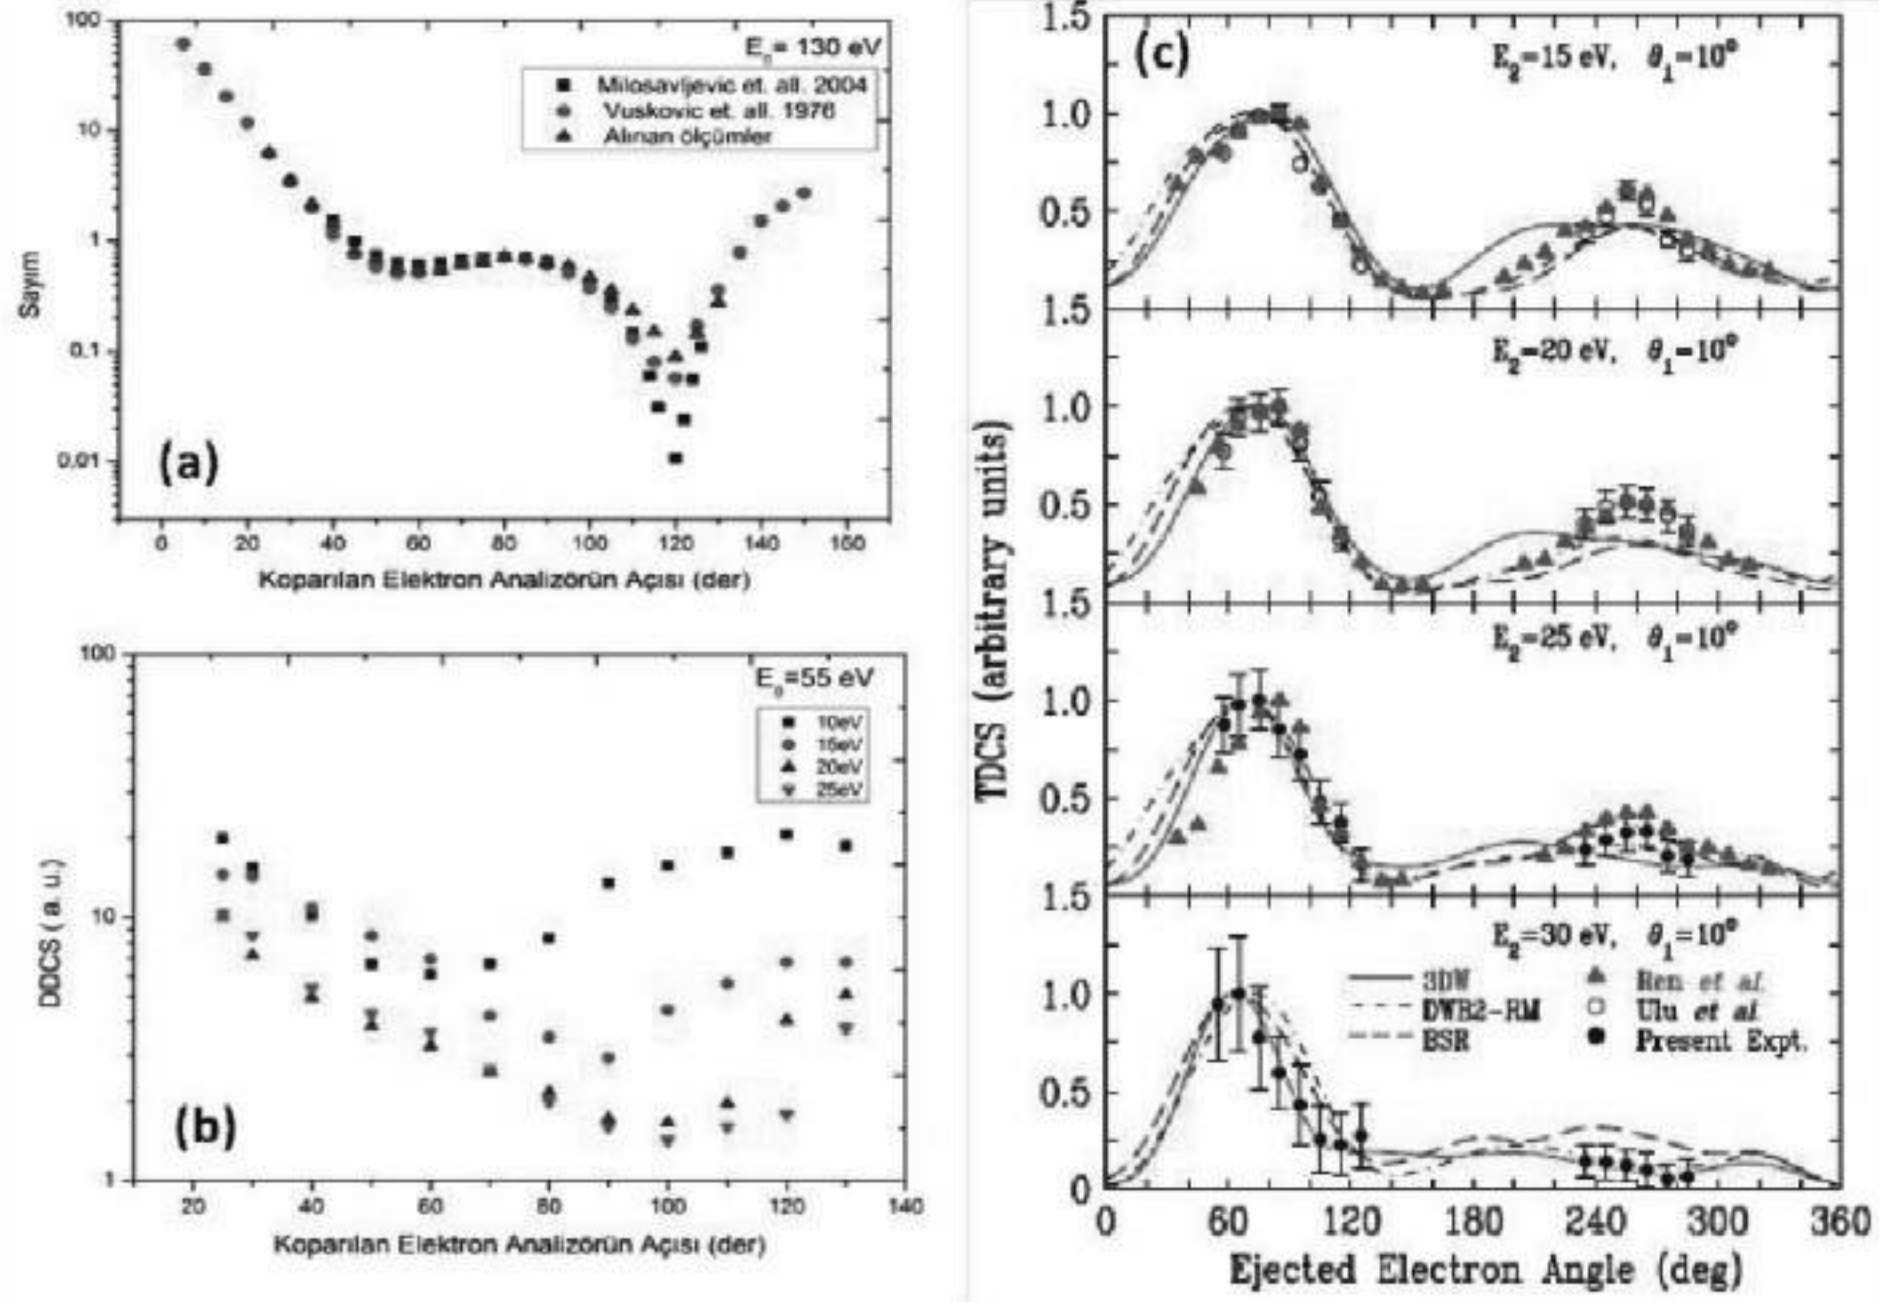 100
10
1
0.1
0,01
Sayım
E₀= 130 eV
Milosavljevic et. all. 2004
Vuskovic et. all. 1976
Alınan ölçümler
(a)
0 20 40 60 80 100 120 140 160
Koparılan Elektron Analizörün Açısı (der)
100
10
1
DDCS ( a. u.)
E₀=55 eV
10eV
15eV
20eV
25eV
(b)
20 40 60 80 100 120 140
Koparılan Elektron Analizörün Açısı (der)
(c)
TDCS (arbitrary units)
1.5
E₂=15 eV, θ₁=10°
1.0
0.5
1.5
E₂=20 eV, θ₁=10°
1.0
0.5
1.5
E₂=25 eV, θ₁=10°
1.0
0.5
1.5
E₂=30 eV, θ₁=10°
3DW
DWB2-RM
BSR
Ren et al.
Ulu et al.
Present Expt.
1.0
0.5
0
0 60 120 180 240 300 360
Ejected Electron Angle (deg)